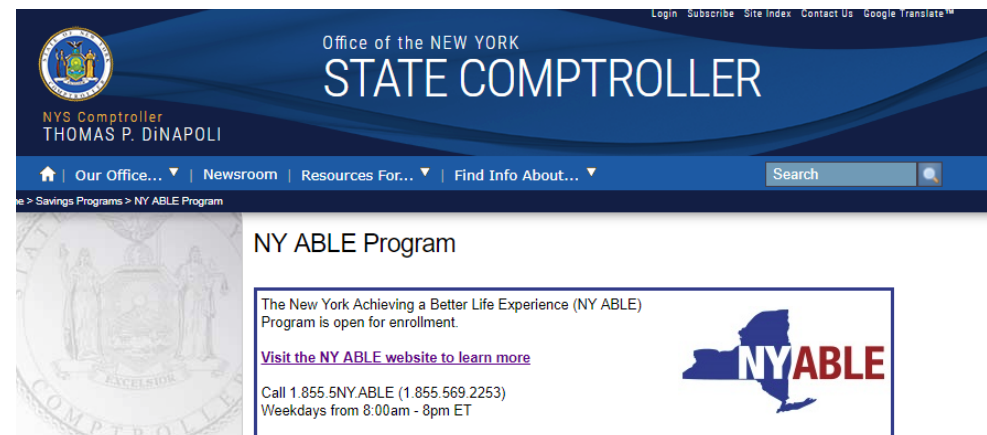 Login Subscribe Site Index Contact Us Google Translate™
Office of the NEW YORK
STATE COMPTROLLER
NYS Comptroller
THOMAS P. DiNAPOLI
| Our Office... ▼ | Newsroom | Resources For... ▼ | Find Info About... ▼
Search
> Savings Programs > NY ABLE Program
NY ABLE Program
The New York Achieving a Better Life Experience (NY ABLE)
Program is open for enrollment.
Visit the NY ABLE website to learn more
Call 1.855.5NY.ABLE (1.855.569.2253)
Weekdays from 8:00am - 8pm ET
NYABLE
EXCELSIOR